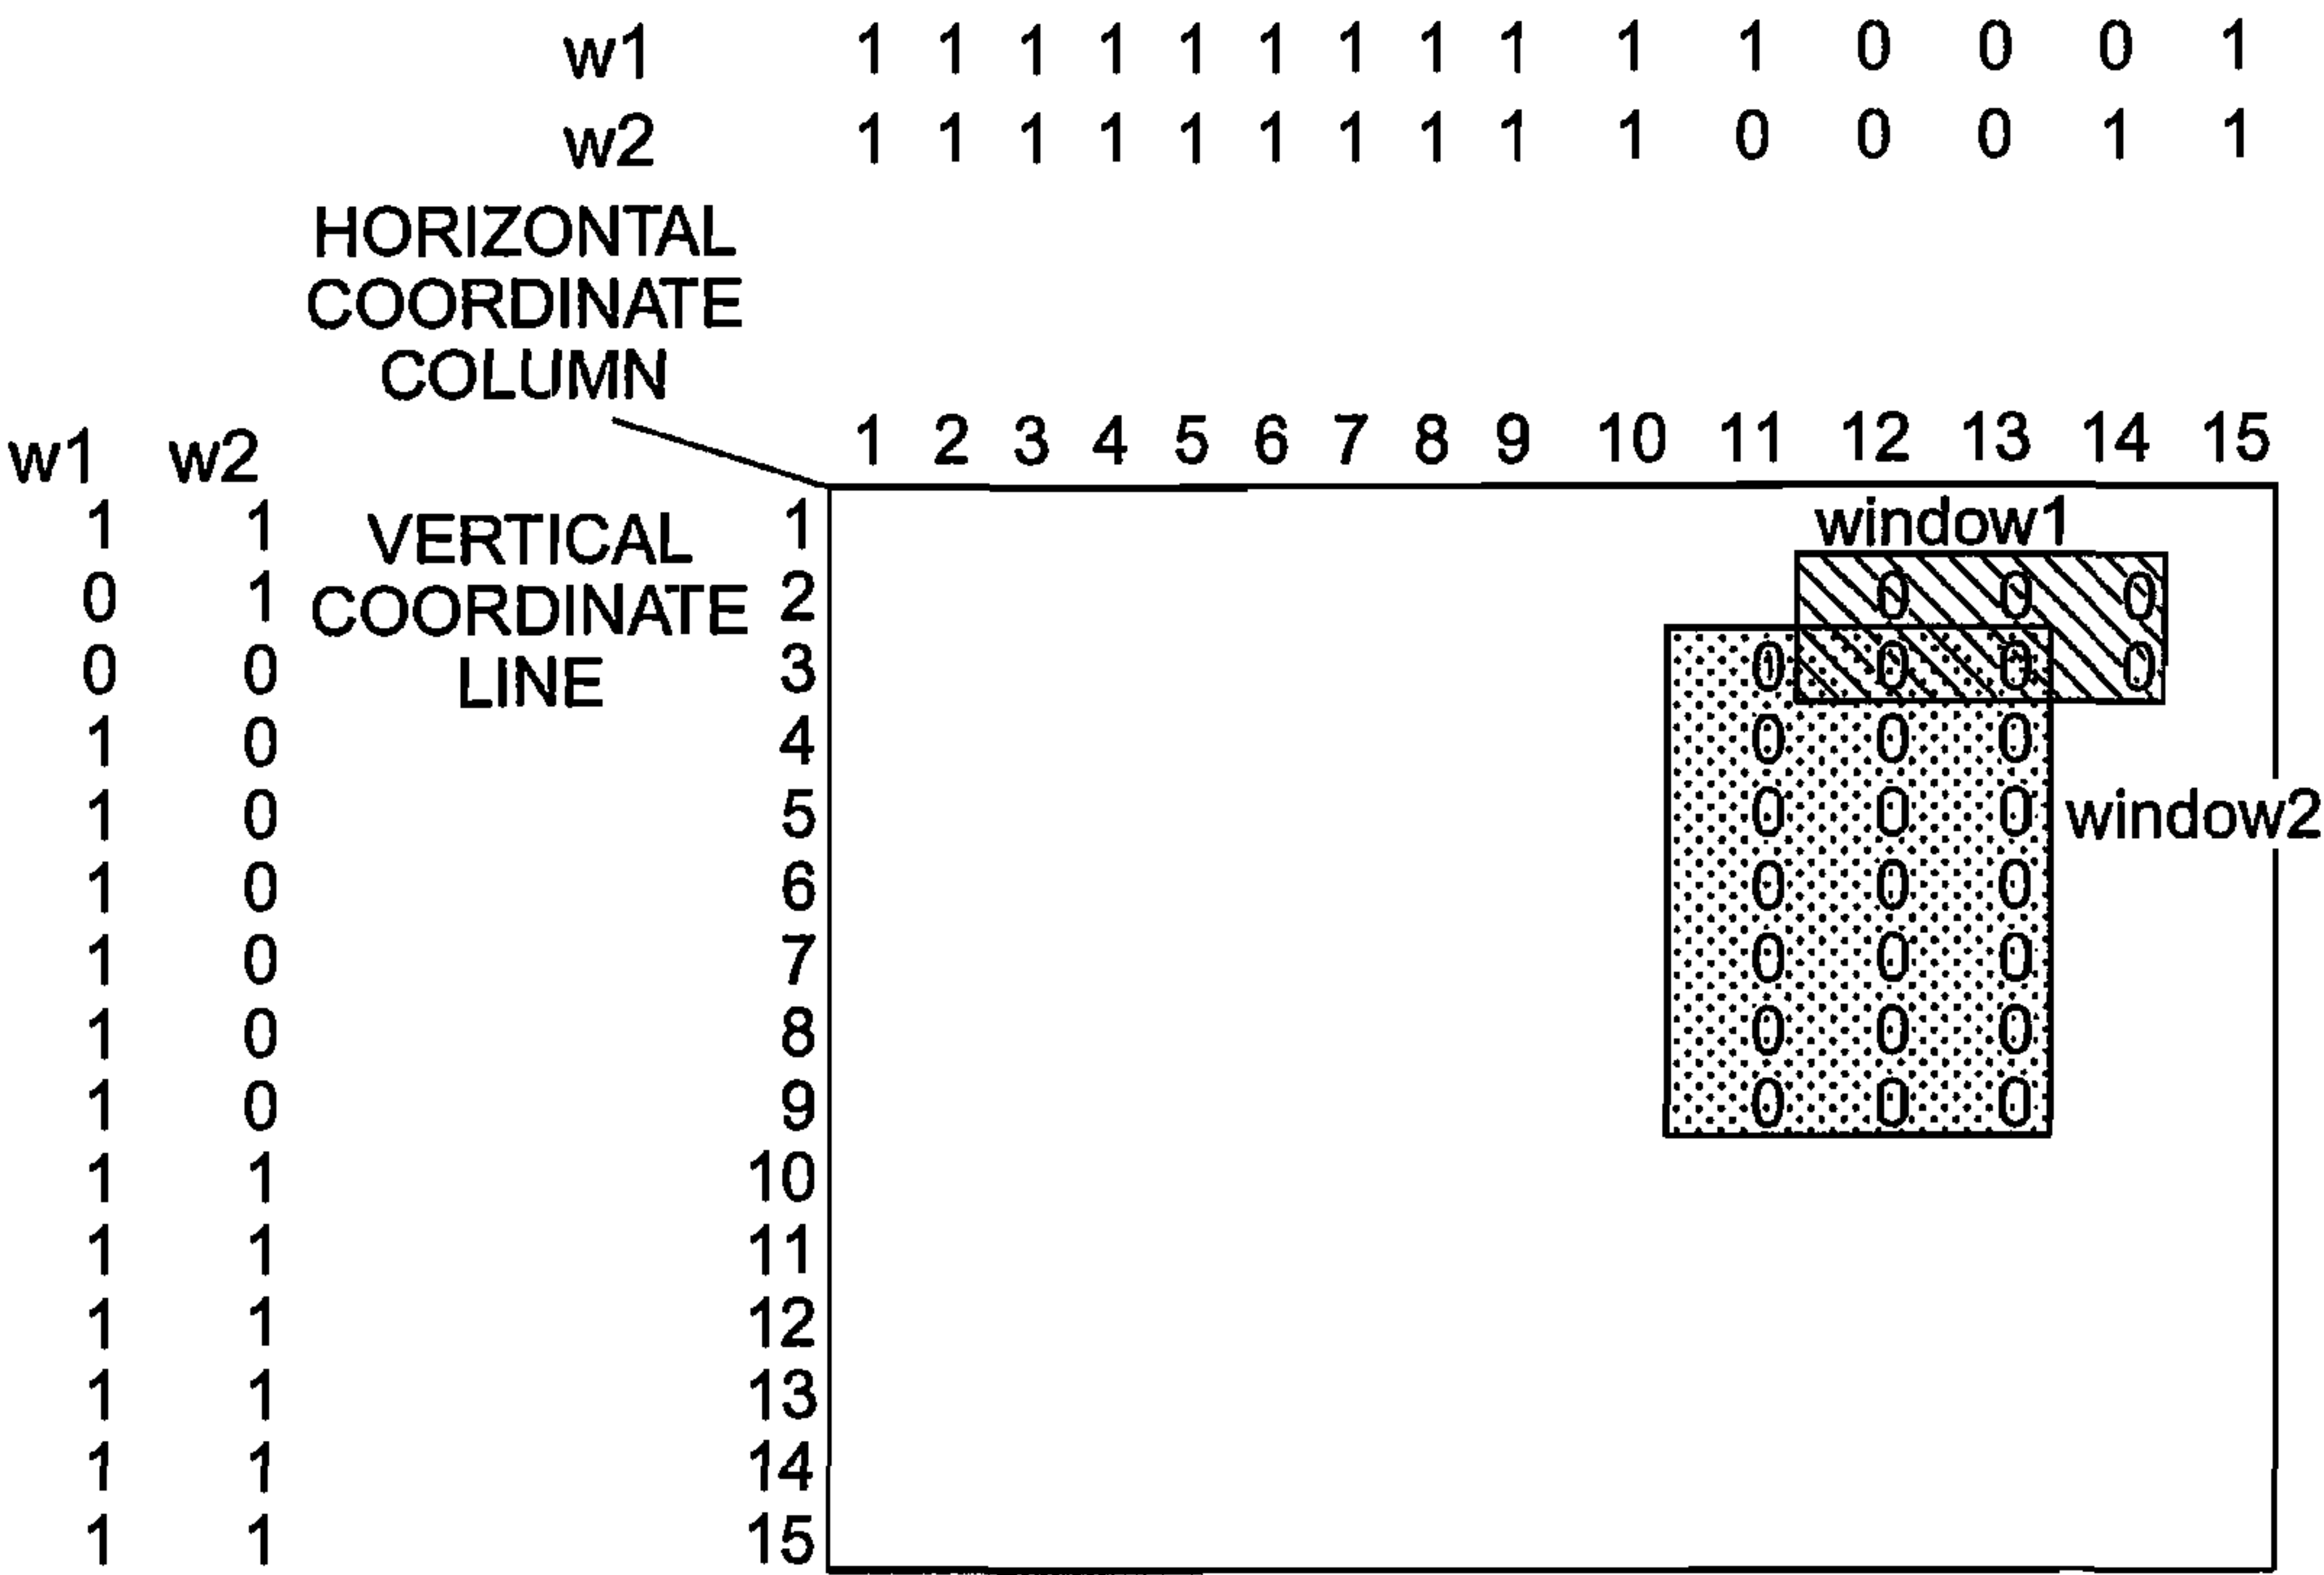 w1 1 1 1 1 1 1 1 1 1 1 1 0 0 0 1
w2 1 1 1 1 1 1 1 1 1 1 0 0 0 1 1
HORIZONTAL
COORDINATE
COLUMN
w1 w2 1 2 3 4 5 6 7 8 9 10 11 12 13 14 15
1 1 VERTICAL 1 window1
0 1 COORDINATE 2 0 0 0
0 0 LINE 3 0 0 0 0
1 0 4 0 0 0
1 0 5 0 0 0 window2
1 0 6 0 0 0
1 0 7 0 0 0
1 0 8 0 0 0
1 0 9 0 0 0
1 1 10
1 1 11
1 1 12
1 1 13
1 1 14
1 1 15